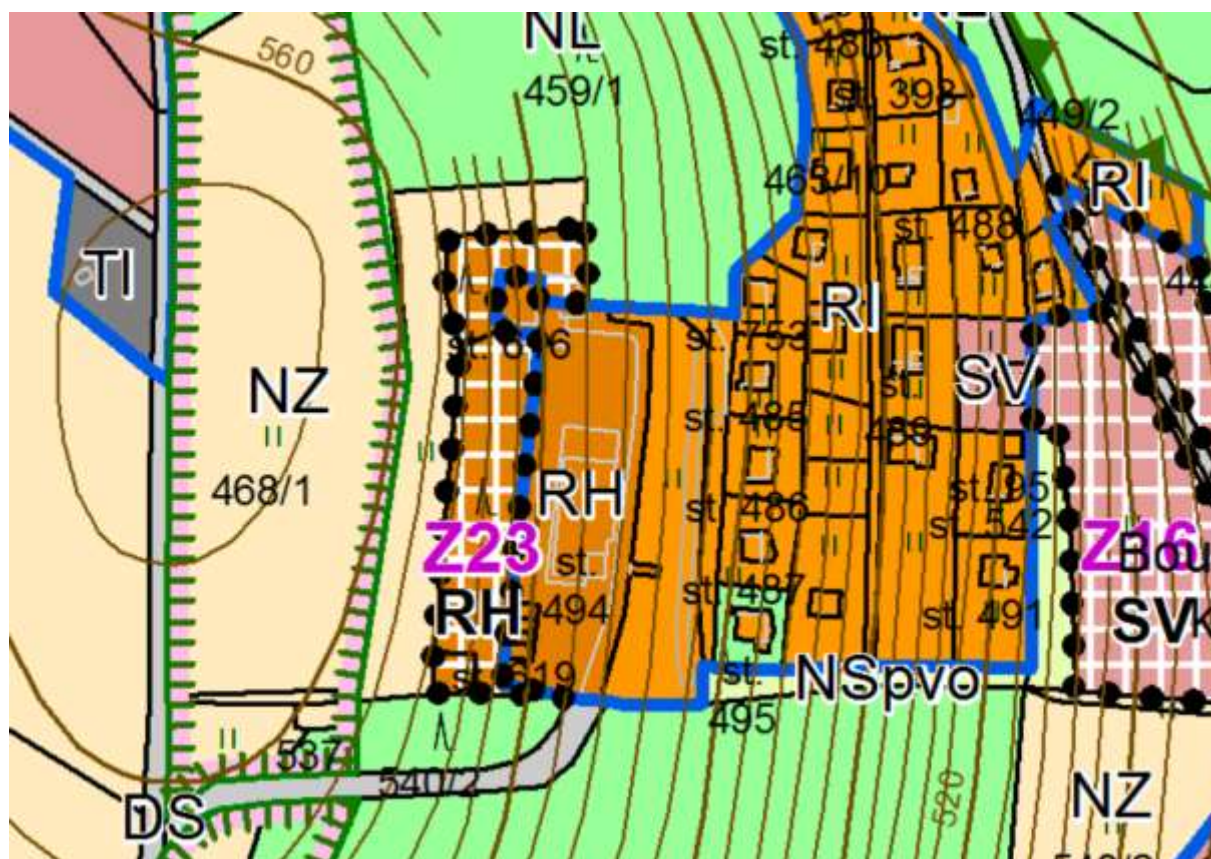 NL
560
459/1
st. 398
449/2
465/10
RI
st. 488
TI
RI
st. 753
NZ
SV
st. 485
st.
489
468/1
RH
st. 95
st. 486
st. 542
Z23
Z16
st.
494
st. 487
RH
st. 491
SV
NSpvo
st.
495
537
540/2
520
NZ
DS